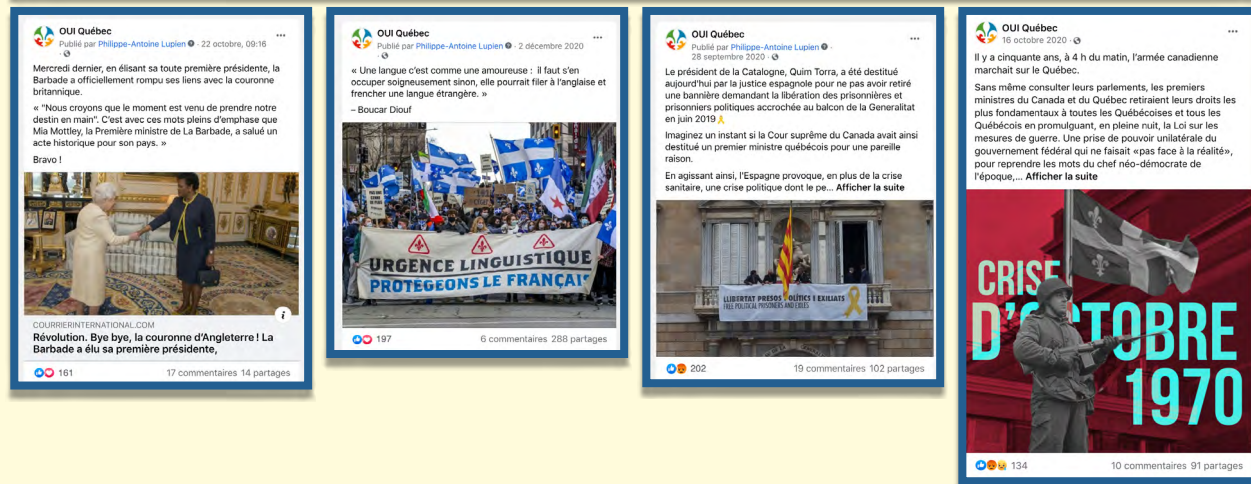 OUI Québec
Publié par Philippe-Antoine Lupien · 22 octobre, 09:16
·
Mercredi dernier, en élisant sa toute première présidente, la
Barbade a officiellement rompu ses liens avec la couronne
britannique.
« "Nous croyons que le moment est venu de prendre notre
destin en main". C'est avec ces mots pleins d'emphase que
Mia Mottley, la Première ministre de La Barbade, a salué un
acte historique pour son pays. »
Bravo !
COURRIERINTERNATIONAL.COM
Révolution. Bye bye, la couronne d'Angleterre ! La
Barbade a élu sa première présidente,
161
17 commentaires 14 partages
OUI Québec
Publié par Philippe-Antoine Lupien · 2 décembre 2020
·
« Une langue c'est comme une amoureuse : il faut s'en
occuper soigneusement sinon, elle pourrait filer à l'anglaise et
frencher une langue étrangère. »
– Boucar Diouf
URGENCE LINGUISTIQUE
PROTÉGEONS LE FRANÇAIS
197
6 commentaires 288 partages
OUI Québec
Publié par Philippe-Antoine Lupien ·
28 septembre 2020 ·
Le président de la Catalogne, Quim Torra, a été destitué
aujourd'hui par la justice espagnole pour ne pas avoir retiré
une bannière demandant la libération des prisonnières et
prisonniers politiques accrochée au balcon de la Generalitat
en juin 2019
Imaginez un instant si la Cour suprême du Canada avait ainsi
destitué un premier ministre québécois pour une pareille
raison.
En agissant ainsi, l'Espagne provoque, en plus de la crise
sanitaire, une crise politique dont le pe... Afficher la suite
LLIBERTAT PRESOS POLÍTICS I EXILIATS
FREE POLITICAL PRISONERS AND EXILES
202
19 commentaires 102 partages
OUI Québec
16 octobre 2020 ·
Il y a cinquante ans, à 4 h du matin, l'armée canadienne
marchait sur le Québec.
Sans même consulter leurs parlements, les premiers
ministres du Canada et du Québec retiraient leurs droits les
plus fondamentaux à toutes les Québécoises et tous les
Québécois en promulguant, en pleine nuit, la Loi sur les
mesures de guerre. Une prise de pouvoir unilatérale du
gouvernement fédéral qui ne faisait «pas face à la réalité»,
pour reprendre les mots du chef néo-démocrate de
l'époque,... Afficher la suite
CRISE
D'OCTOBRE
1970
134
10 commentaires 91 partages